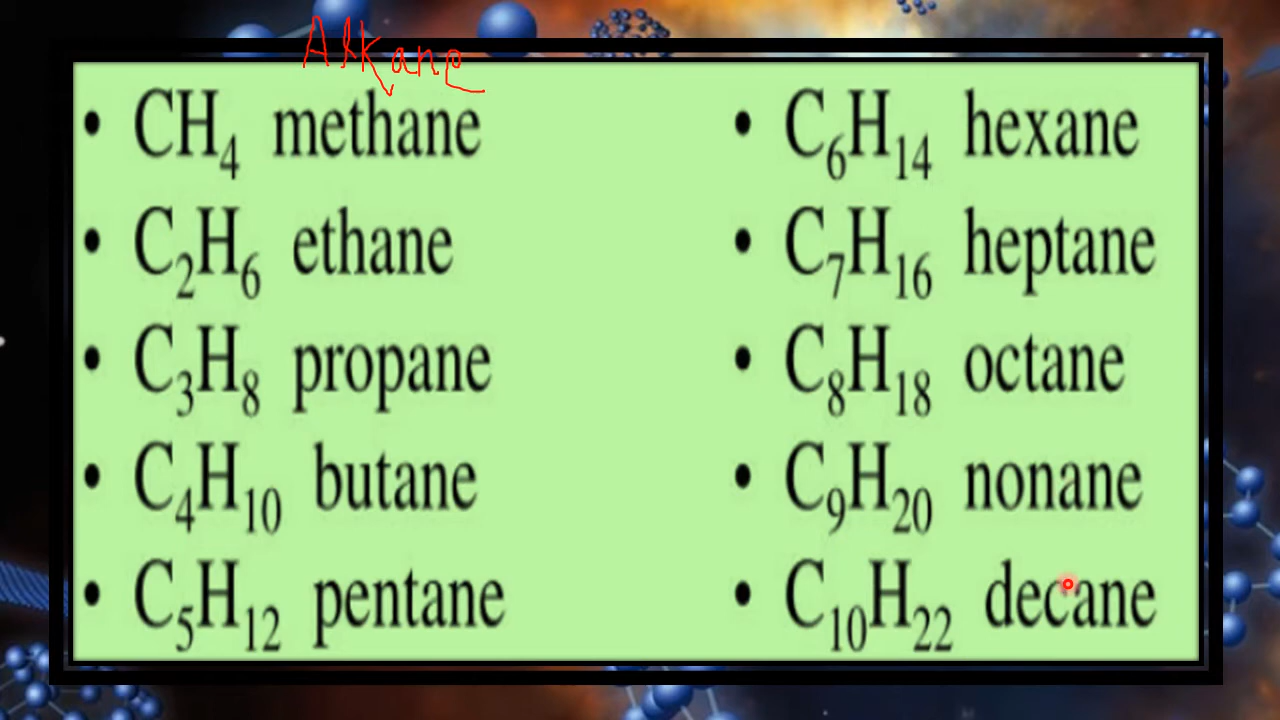 Alkane
• CH₄ methane
• C₂H₆ ethane
• C₃H₈ propane
• C₄H₁₀ butane
• C₅H₁₂ pentane
• C₆H₁₄ hexane
• C₇H₁₆ heptane
• C₈H₁₈ octane
• C₉H₂₀ nonane
• C₁₀H₂₂ decane